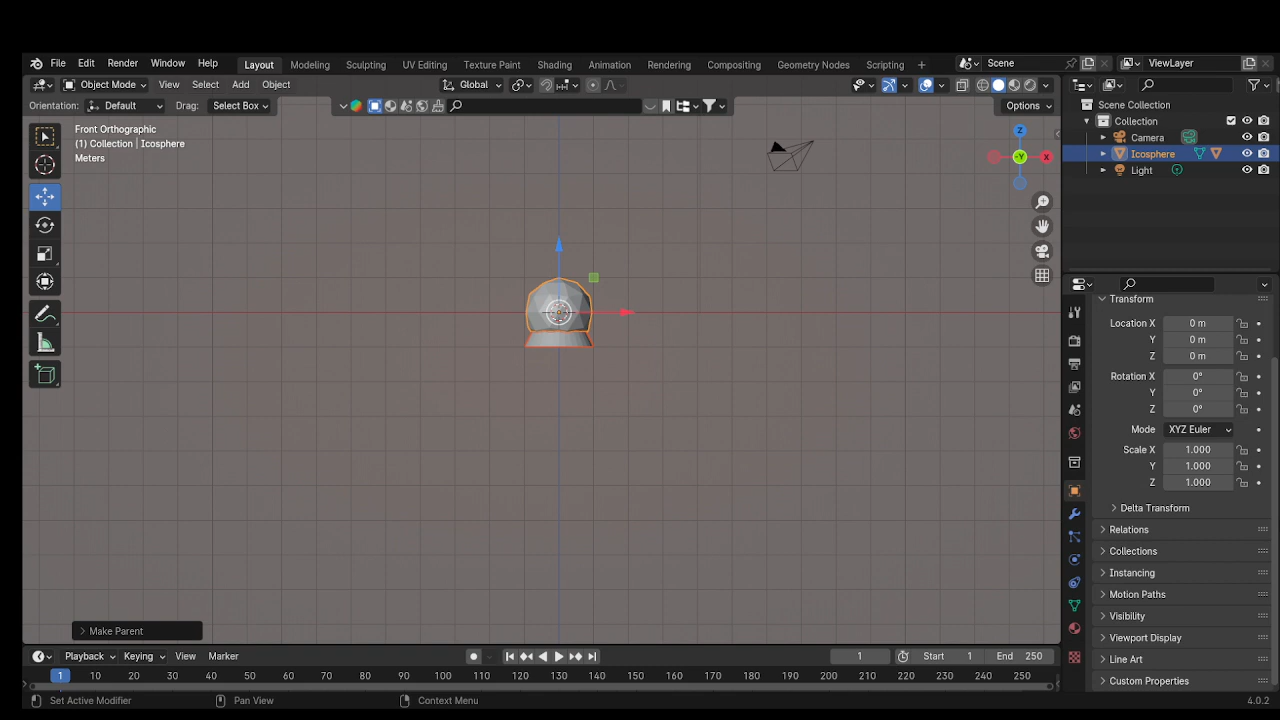 File Edit Render Window Help Layout Modeling Sculpting UV Editing Texture Paint Shading Animation Rendering Compositing Geometry Nodes Scripting + Scene ViewLayer
Object Mode View Select Add Object Global
Orientation: Default Drag: Select Box Options
Front Orthographic
(1) Collection | Icosphere
Meters
Z
-Y
X
Scene Collection
Collection
Camera
Icosphere
Light
Transform
Location X 0 m
Y 0 m
Z 0 m
Rotation X 0°
Y 0°
Z 0°
Mode XYZ Euler
Scale X 1.000
Y 1.000
Z 1.000
Delta Transform
Relations
Collections
Instancing
Motion Paths
Visibility
Viewport Display
Line Art
Custom Properties
Make Parent
Playback Keying View Marker 1 Start 1 End 250
1 10 20 30 40 50 60 70 80 90 100 110 120 130 140 150 160 170 180 190 200 210 220 230 240 250
Set Active Modifier Pan View Context Menu 4.0.2